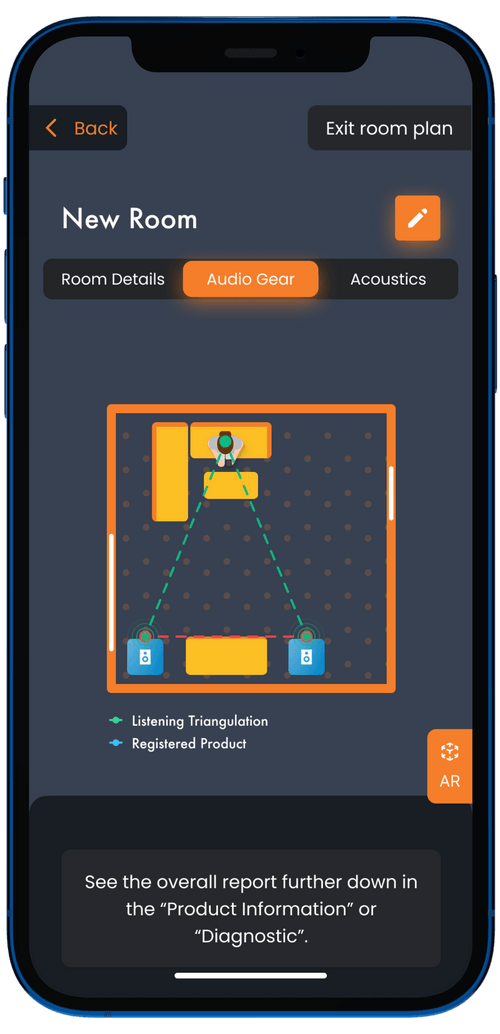 Back
Exit room plan
New Room
Room Details
Audio Gear
Acoustics
Listening Triangulation
Registered Product
AR
See the overall report further down in
the “Product Information” or
“Diagnostic”.